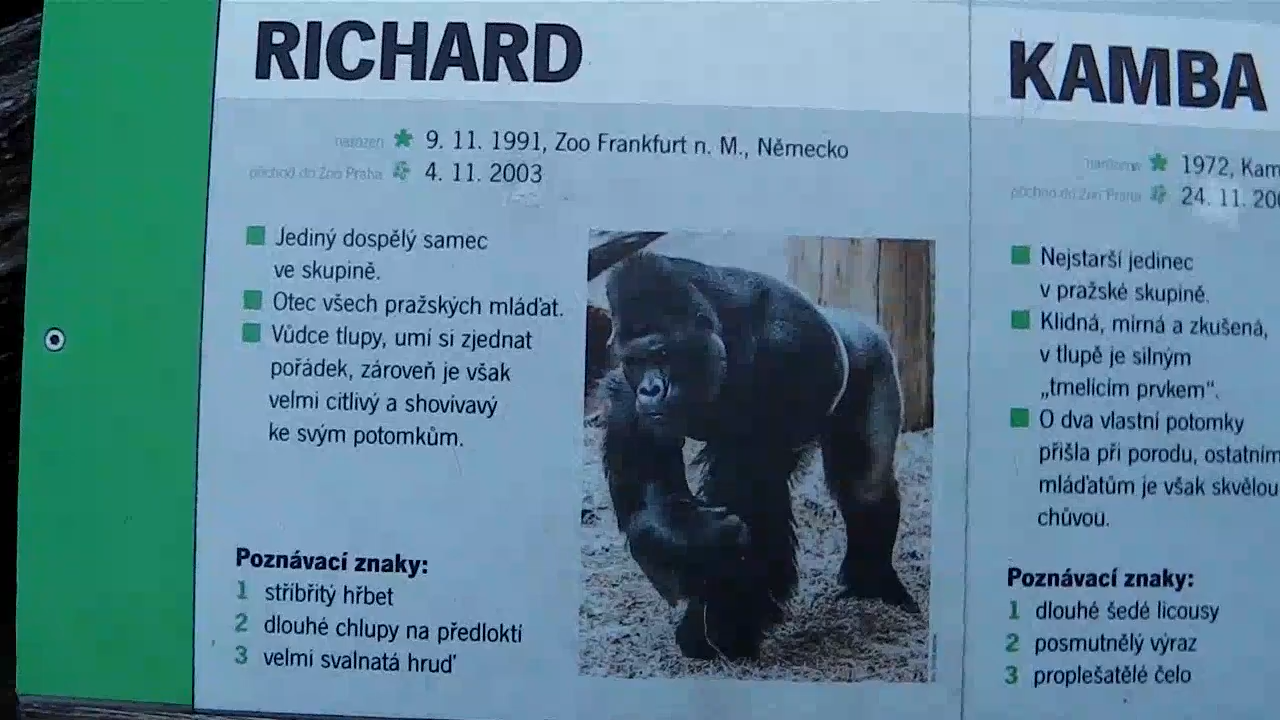 RICHARD
narozen 9. 11. 1991, Zoo Frankfurt n. M., Německo
příchod do Zoo Praha 4. 11. 2003
Jediný dospělý samec
ve skupině.
Otec všech pražských mláďat.
Vůdce tlupy, umí si zjednat
pořádek, zároveň je však
velmi citlivý a shovívavý
ke svým potomkům.
Poznávací znaky:
1 stříbřitý hřbet
2 dlouhé chlupy na předloktí
3 velmi svalnatá hruď
KAMBA
narozena 1972, Kam
příchod do Zoo Praha 24. 11. 200
Nejstarší jedinec
v pražské skupině.
Klidná, mírná a zkušená,
v tlupě je silným
„tmelícím prvkem“.
O dva vlastní potomky
přišla při porodu, ostatním
mláďatům je však skvělou
chůvou.
Poznávací znaky:
1 dlouhé šedé licousy
2 posmutnělý výraz
3 proplešatělé čelo